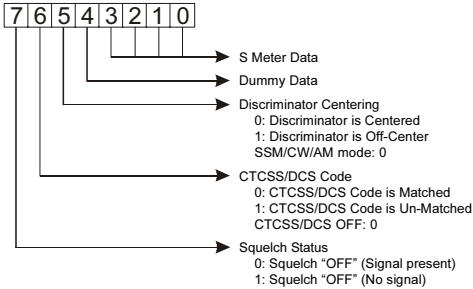 7 6 5 4 3 2 1 0
S Meter Data
Dummy Data
Discriminator Centering
0: Discriminator is Centered
1: Discriminator is Off-Center
SSM/CW/AM mode: 0
CTCSS/DCS Code
0: CTCSS/DCS Code is Matched
1: CTCSS/DCS Code is Un-Matched
CTCSS/DCS OFF: 0
Squelch Status
0: Squelch “OFF” (Signal present)
1: Squelch “OFF” (No signal)